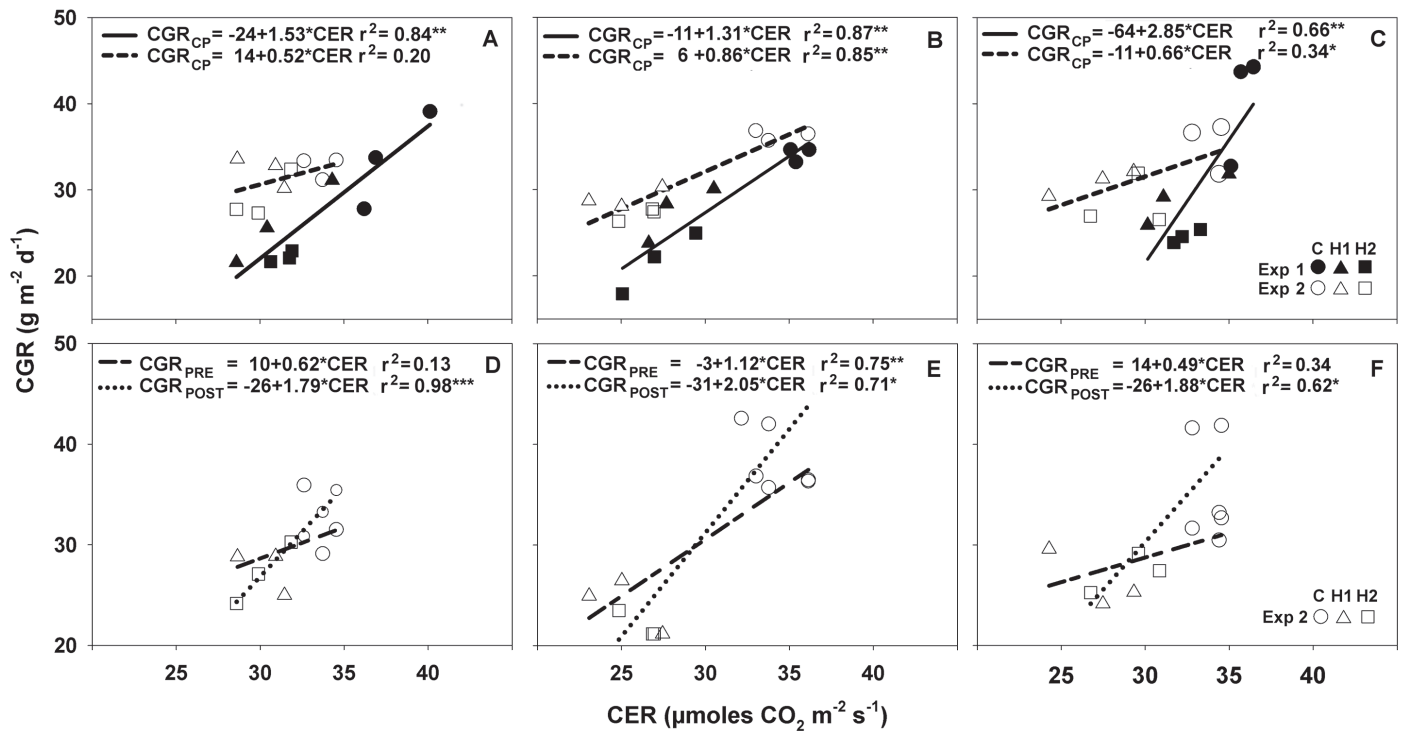 CGR_CP = -24+1.53*CER r² = 0.84**
CGR_CP = 14+0.52*CER r² = 0.20
A
CGR_CP = -11+1.31*CER r² = 0.87**
CGR_CP = 6 +0.86*CER r² = 0.85**
B
CGR_CP = -64+2.85*CER r² = 0.66**
CGR_CP = -11+0.66*CER r² = 0.34*
C
50
40
30
20
C H1 H2
Exp 1
Exp 2
CGR (g m⁻² d⁻¹)
CGR_PRE = 10+0.62*CER r² = 0.13
CGR_POST = -26+1.79*CER r² = 0.98***
D
CGR_PRE = -3+1.12*CER r² = 0.75**
CGR_POST = -31+2.05*CER r² = 0.71*
E
CGR_PRE = 14+0.49*CER r² = 0.34
CGR_POST = -26+1.88*CER r² = 0.62*
F
50
40
30
20
C H1 H2
Exp 2
25 30 35 40
25 30 35 40
25 30 35 40
CER (µmoles CO₂ m⁻² s⁻¹)